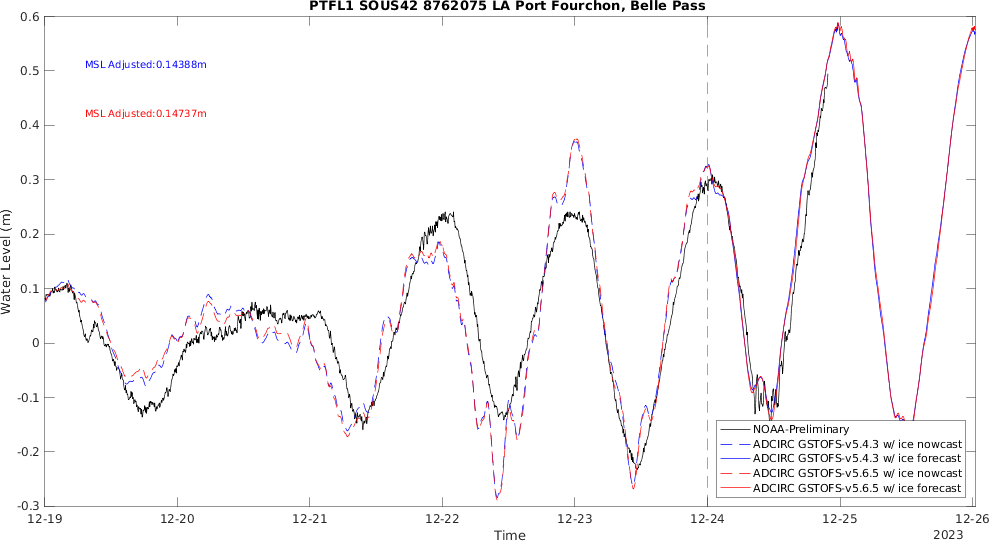 PTFL1 SOUS42 8762075 LA Port Fourchon, Belle Pass
0.6
0.5
0.4
0.3
0.2
0.1
0
-0.1
-0.2
-0.3
Water Level (m)
MSL Adjusted:0.14388m
MSL Adjusted:0.14737m
NOAA-Preliminary
ADCIRC GSTOFS-v5.4.3 w/ ice nowcast
ADCIRC GSTOFS-v5.4.3 w/ ice forecast
ADCIRC GSTOFS-v5.6.5 w/ ice nowcast
ADCIRC GSTOFS-v5.6.5 w/ ice forecast
12-19 12-20 12-21 12-22 12-23 12-24 12-25 12-26
Time
2023